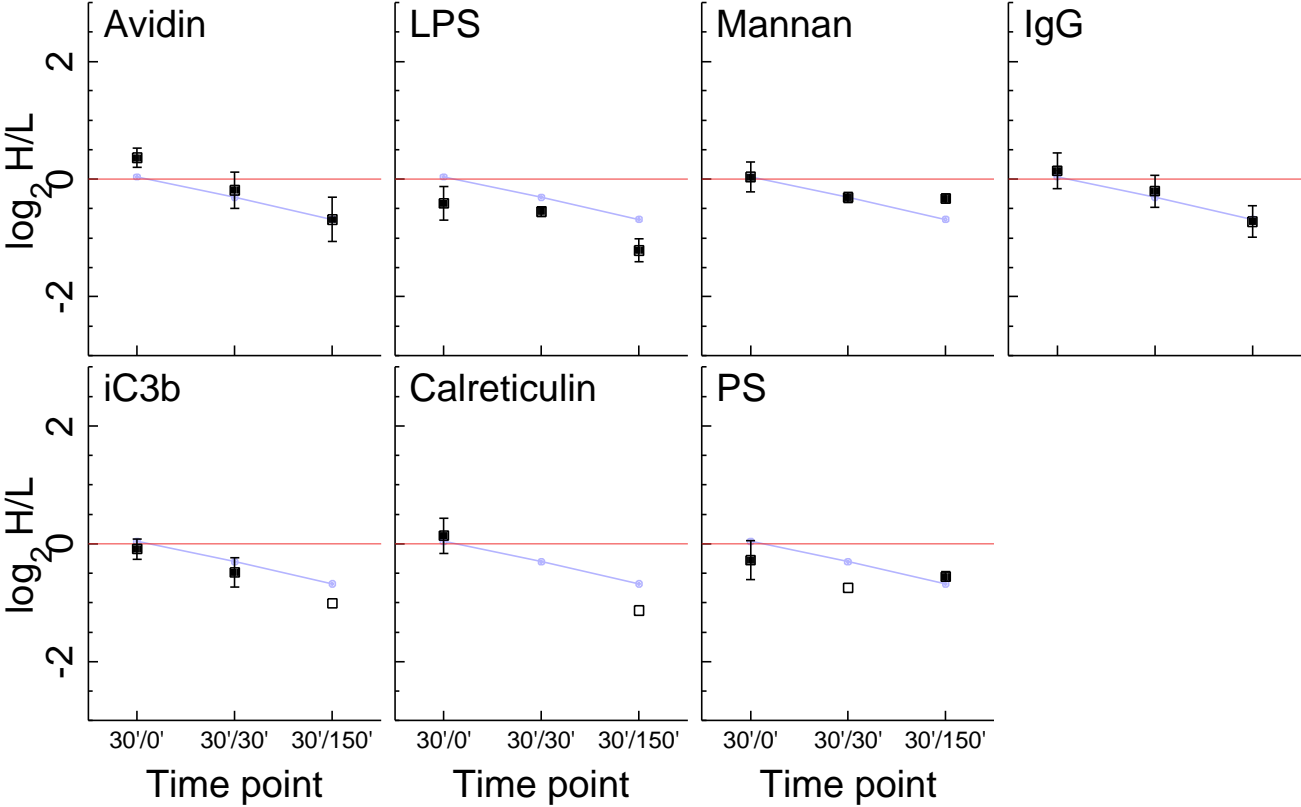 Avidin
LPS
Mannan
IgG
2
0
-2
log2 H/L
iC3b
Calreticulin
PS
2
0
-2
log2 H/L
30'/0' 30'/30' 30'/150'
30'/0' 30'/30' 30'/150'
30'/0' 30'/30' 30'/150'
Time point
Time point
Time point